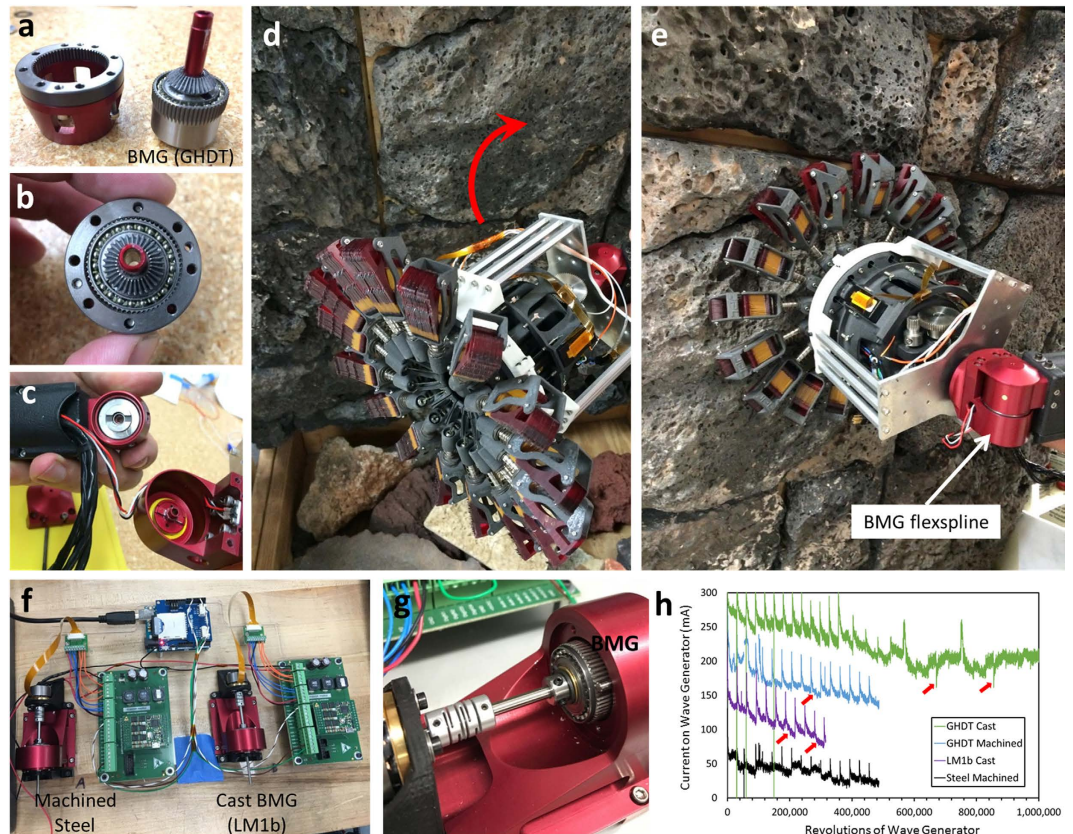 a
BMG (GHDT)
b
c
d
e
BMG flexspline
f
Machined
Steel
Cast BMG
(LM1b)
g
BMG
h
Current on Wave Generator (mA)
300
250
200
150
100
50
0
GHDT Cast
GHDT Machined
LM1b Cast
Steel Machined
0
200,000
400,000
600,000
800,000
1,000,000
Revolutions of Wave Generator